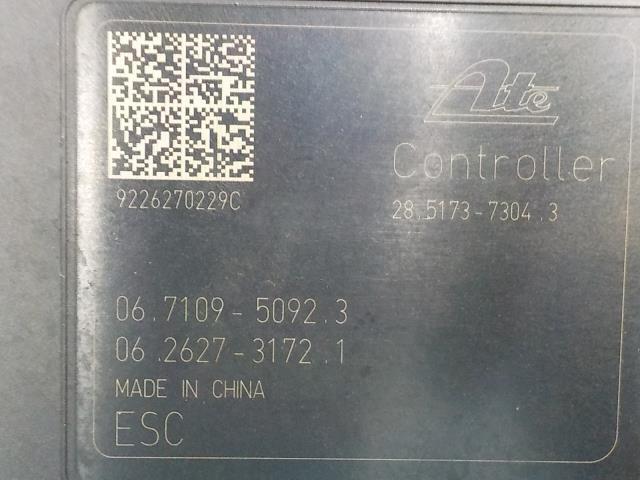 Ate
Controller
9226270229C
28.5173-7304.3
06.7109-5092.3
06.2627-3172.1
MADE IN CHINA
ESC